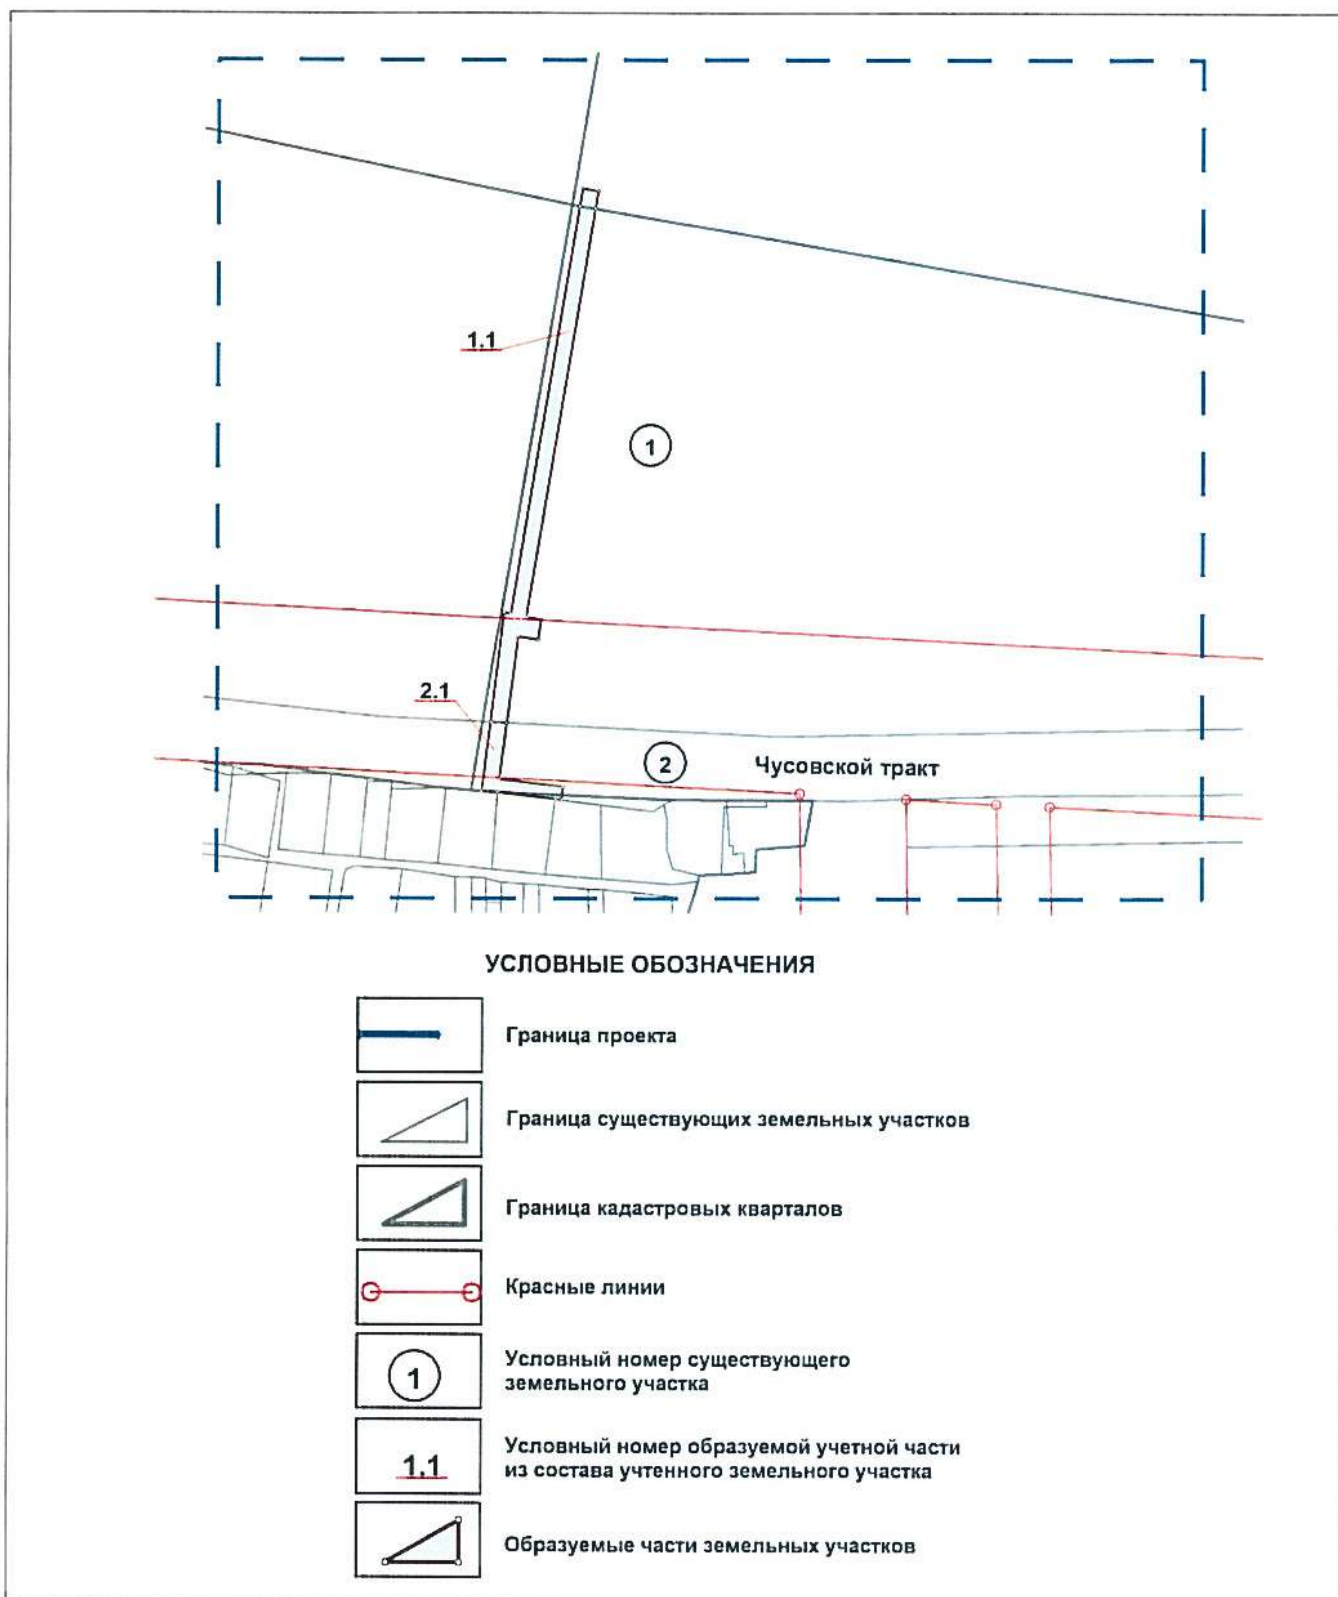 1.1
1
2.1
2
Чусовской тракт
УСЛОВНЫЕ ОБОЗНАЧЕНИЯ
Граница проекта
Граница существующих земельных участков
Граница кадастровых кварталов
Красные линии
1
Условный номер существующего
земельного участка
1.1
Условный номер образуемой учетной части
из состава учтенного земельного участка
Образуемые части земельных участков